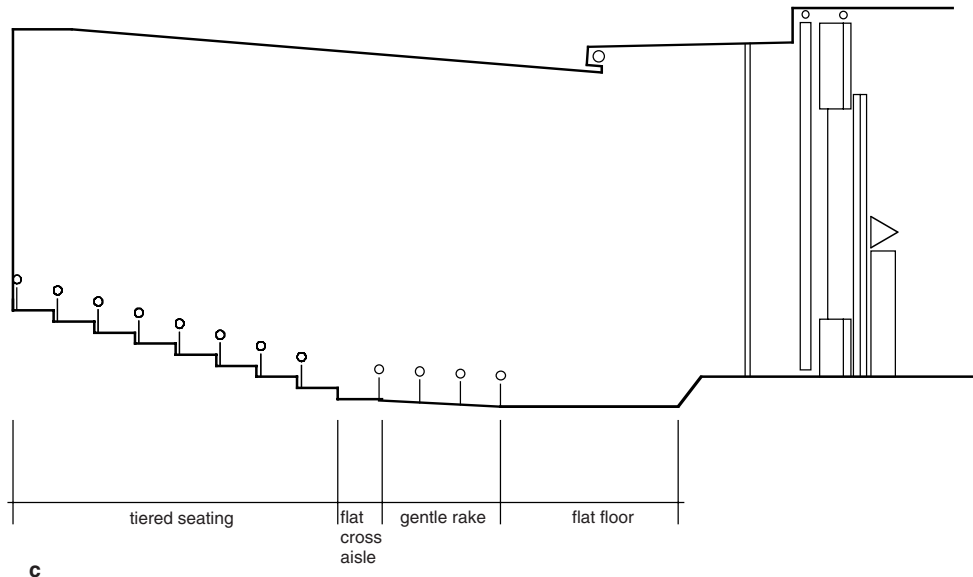 tiered seating
flat
cross
aisle
gentle rake
flat floor
c